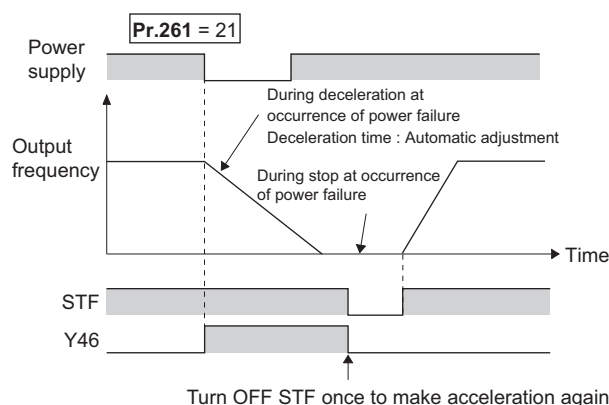 Pr.261 = 21
Power
supply
During deceleration at
occurrence of power failure
Deceleration time : Automatic adjustment
Output
frequency
During stop at occurrence
of power failure
Time
STF
Y46
Turn OFF STF once to make acceleration again